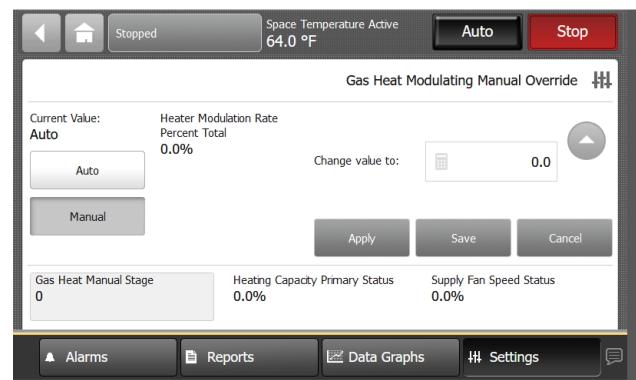 Stopped
Space Temperature Active
64.0 °F
Auto
Stop
Gas Heat Modulating Manual Override
Current Value:
Auto
Heater Modulation Rate
Percent Total
0.0%
Auto
Manual
Change value to:
0.0
Apply
Save
Cancel
Gas Heat Manual Stage
0
Heating Capacity Primary Status
0.0%
Supply Fan Speed Status
0.0%
Alarms
Reports
Data Graphs
Settings